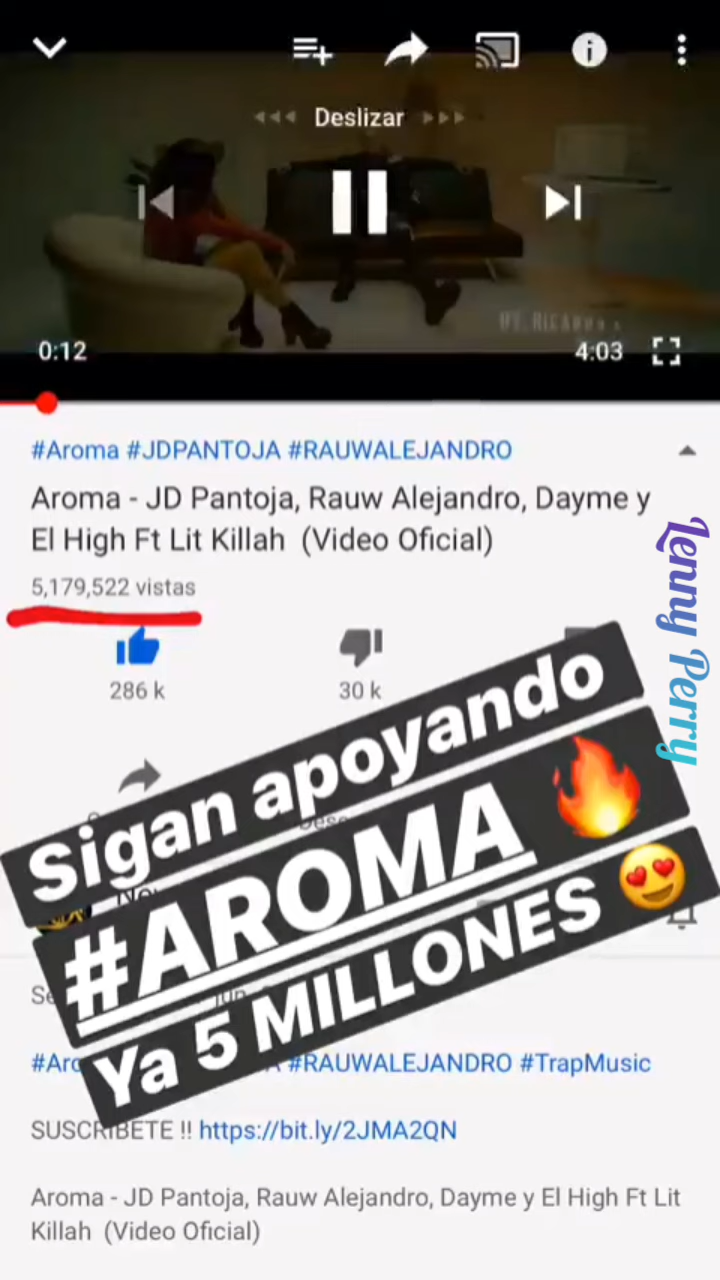 Deslizar
0:12
4:03
#Aroma #JDPANTOJA #RAUWALEJANDRO
Aroma - JD Pantoja, Rauw Alejandro, Dayme y
El High Ft Lit Killah (Video Oficial)
5,179,522 vistas
286 k
30 k
Lenny Perry
Sigan apoyando
#AROMA 🔥
Ya 5 MILLONES 😍
#RAUWALEJANDRO #TrapMusic
SUSCRIBETE !! https://bit.ly/2JMA2QN
Aroma - JD Pantoja, Rauw Alejandro, Dayme y El High Ft Lit
Killah (Video Oficial)